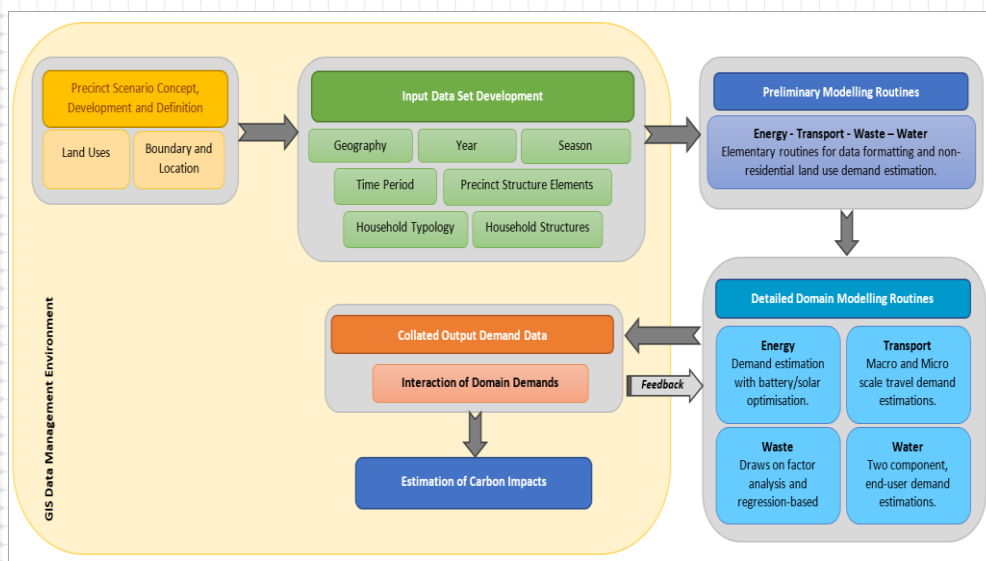 Precinct Scenario Concept,
Development and Definition
Land Uses
Boundary and
Location
Input Data Set Development
Geography
Year
Season
Time Period
Precinct Structure Elements
Household Typology
Household Structures
Preliminary Modelling Routines
Energy - Transport - Waste – Water
Elementary routines for data formatting and non-
residential land use demand estimation.
Detailed Domain Modelling Routines
Energy
Demand estimation
with battery/solar
optimisation.
Transport
Macro and Micro
scale travel demand
estimations.
Waste
Draws on factor
analysis and
regression-based
Water
Two component,
end-user demand
estimations.
Collated Output Demand Data
Interaction of Domain Demands
Feedback
Estimation of Carbon Impacts
GIS Data Management Environment